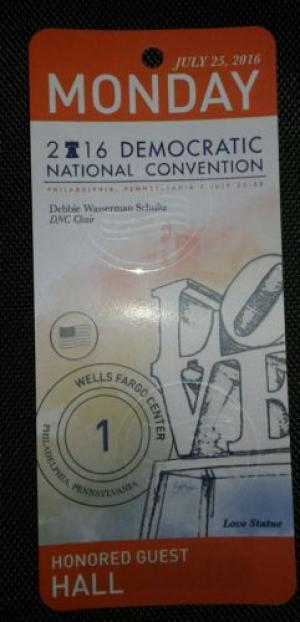 JULY 25, 2016
MONDAY
2016 DEMOCRATIC
NATIONAL CONVENTION
PHILADELPHIA, PENNSYLVANIA
JULY 25-28
Debbie Wasserman Schultz
DNC Chair
LOVE
WELLS FARGO CENTER
1
PHILADELPHIA, PENNSYLVANIA
Love Statue
HONORED GUEST
HALL